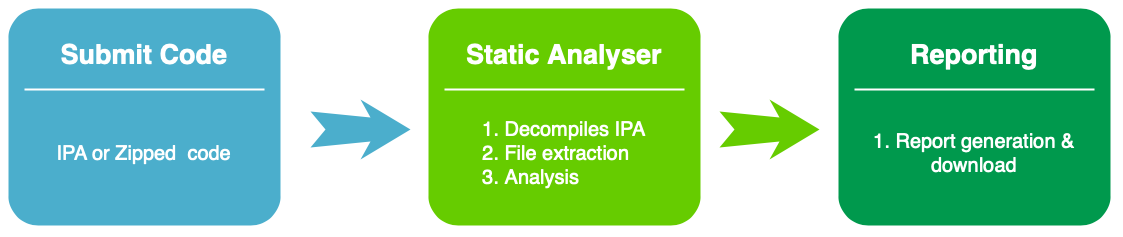 Submit Code
IPA or Zipped  code
Static Analyser
1. Decompiles IPA
2. File extraction
3. Analysis
Reporting
1. Report generation &
download